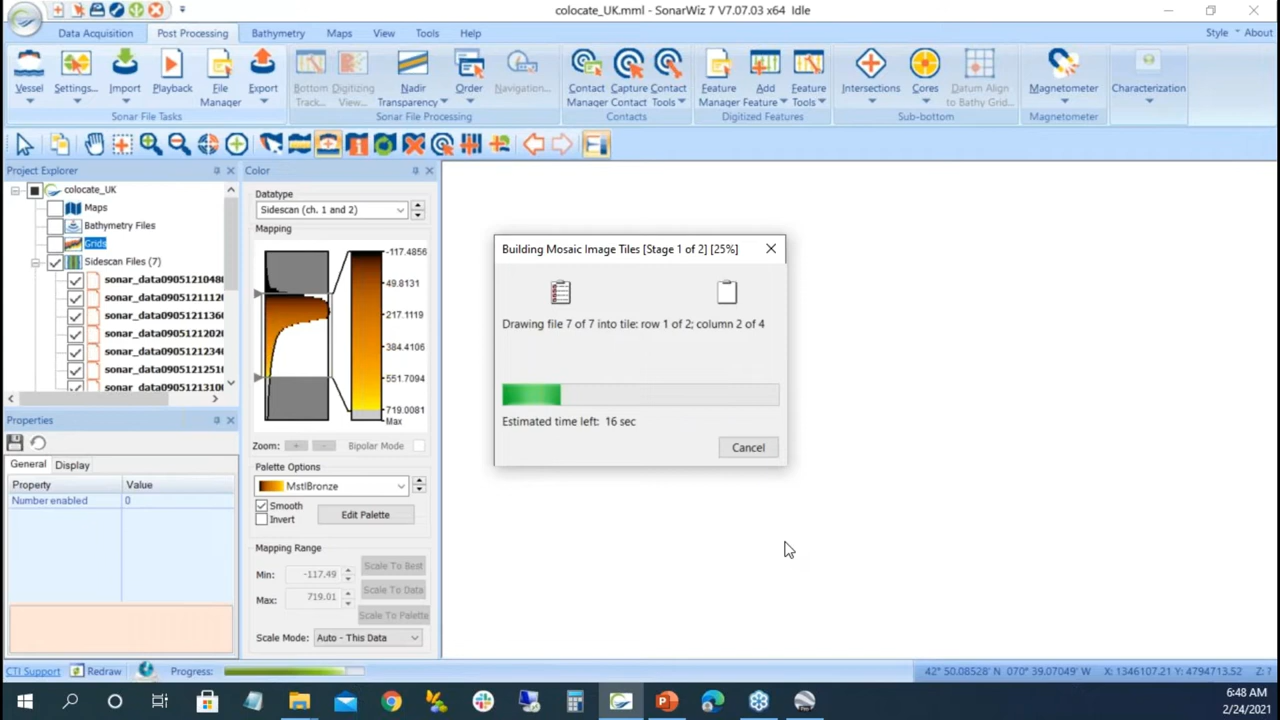 colocate_UK.mml - SonarWiz 7 V7.07.03 x64 Idle
Data Acquisition Post Processing Bathymetry Maps View Tools Help Style About
Vessel Settings... Import Playback File Manager Export
Bottom Track... Digitizing View... Nadir Transparency Order Navigation...
Contact Manager Capture Contact Contact Tools
Feature Manager Add Feature Feature Tools
Intersections Cores Datum Align to Bathy Grid...
Magnetometer Characterization
Sonar File Tasks Sonar File Processing Contacts Digitized Features Sub-bottom Magnetometer
Project Explorer
colocate_UK
Maps
Bathymetry Files
Grids
Sidescan Files (7)
sonar_data0905121048
sonar_data0905121112
sonar_data0905121136
sonar_data0905121202
sonar_data0905121234
sonar_data0905121251
sonar_data0905121310
Properties
General Display
Property Value
Number enabled 0
Color
Datatype
Sidescan (ch. 1 and 2)
Mapping
-117.4856
49.8131
217.1119
384.4106
551.7094
719.0081
Max
Zoom: + - Bipolar Mode
Palette Options
MstlBronze
Smooth
Invert
Edit Palette
Mapping Range
Scale To Best
Min: -117.49
Scale To Data
Max: 719.01
Scale To Palette
Scale Mode: Auto - This Data
Building Mosaic Image Tiles [Stage 1 of 2] [25%]
Drawing file 7 of 7 into tile: row 1 of 2; column 2 of 4
Estimated time left: 16 sec
Cancel
CTI Support Redraw Progress: 42° 50.08528' N 070° 39.07049' W X: 1346107.21 Y: 4794713.52 Z: ?
6:48 AM
2/24/2021